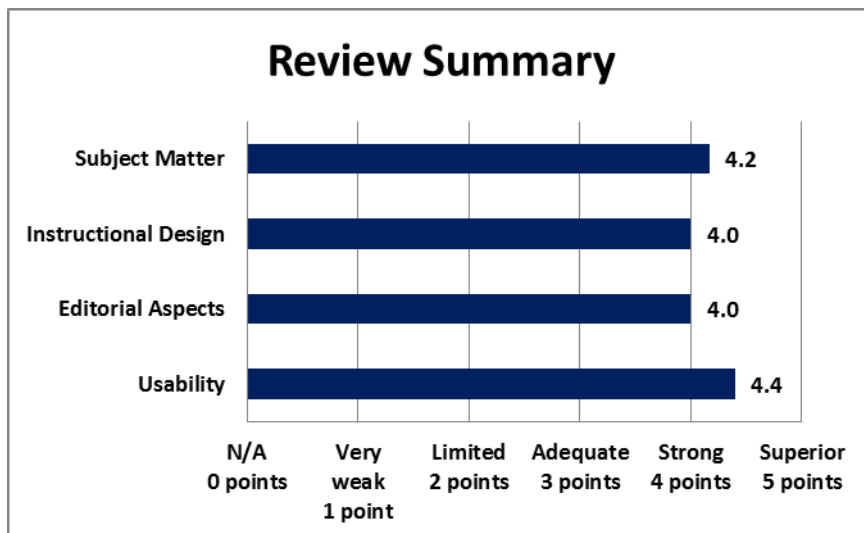 Review Summary
Subject Matter
4.2
Instructional Design
4.0
Editorial Aspects
4.0
Usability
4.4
N/A
0 points
Very
weak
1 point
Limited
2 points
Adequate
3 points
Strong
4 points
Superior
5 points